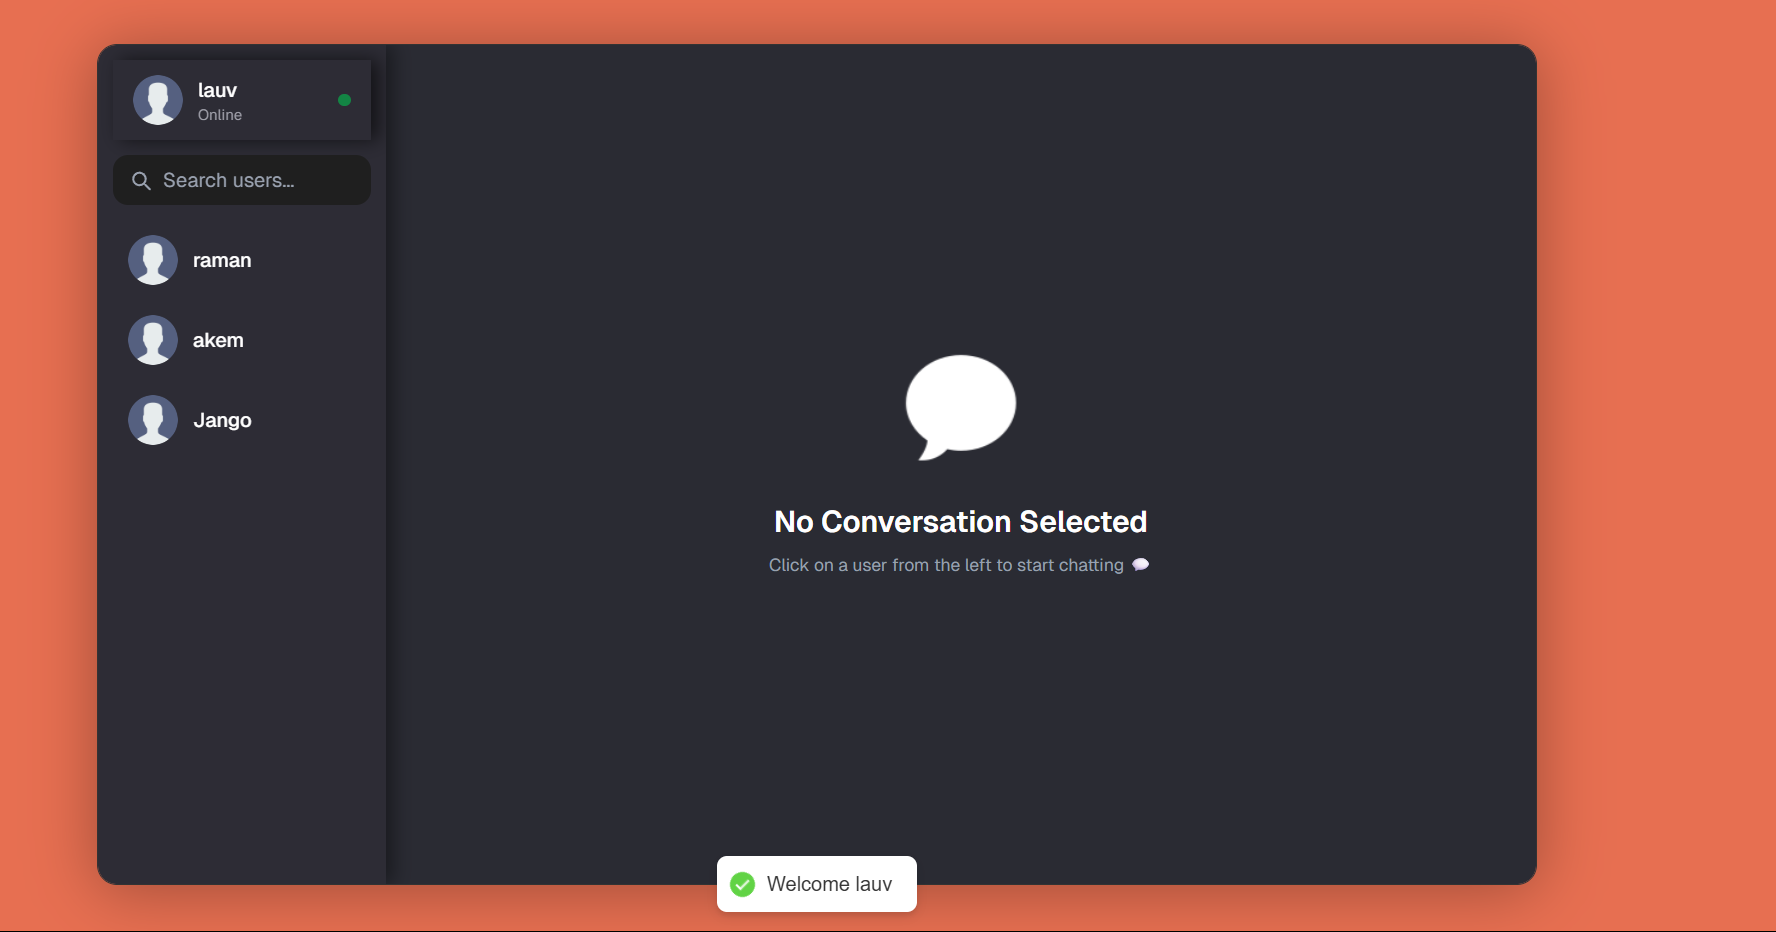 lauv
Online
Search users...
raman
akem
Jango
No Conversation Selected
Click on a user from the left to start chatting 💬
Welcome lauv